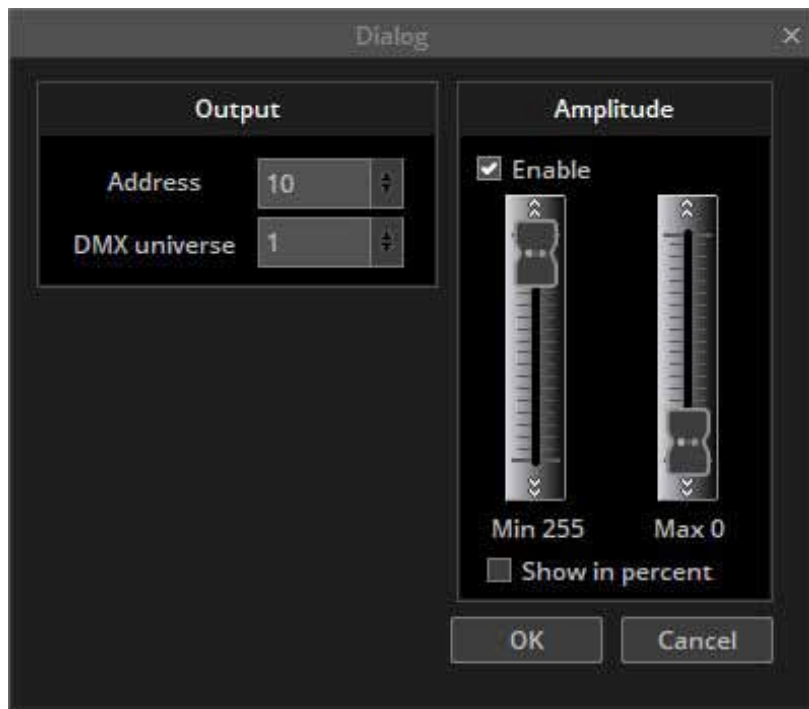 Dialog
Output
Address 10
DMX universe 1
Amplitude
Enable
Min 255 Max 0
Show in percent
OK Cancel